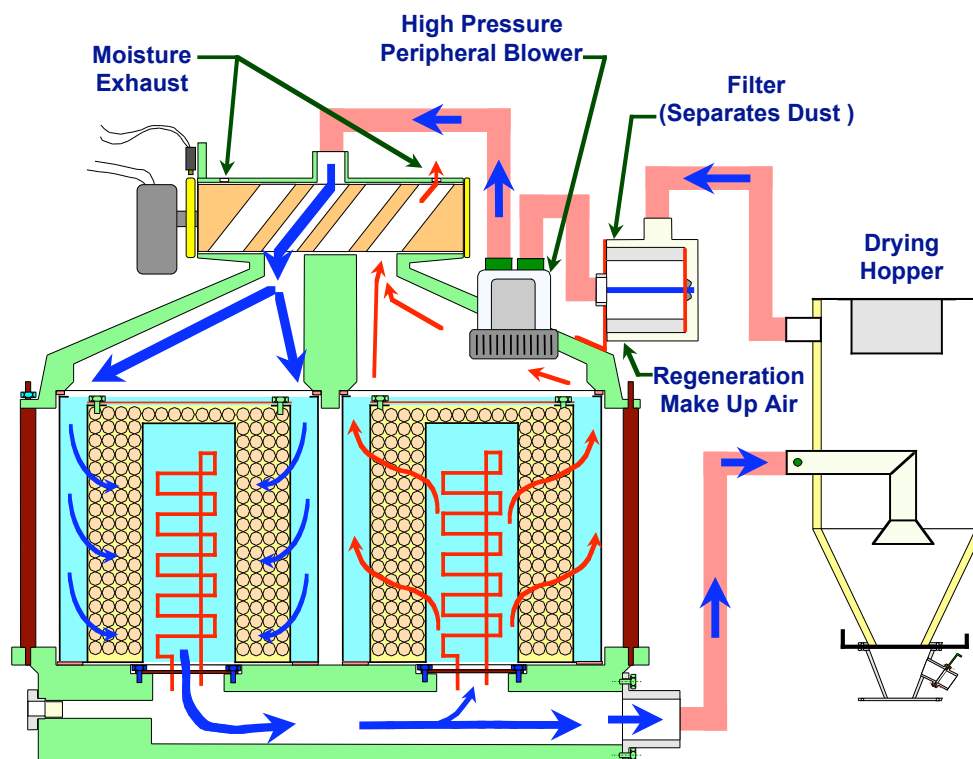 High Pressure
Peripheral Blower
Moisture
Exhaust
Filter
(Separates Dust )
Drying
Hopper
Regeneration
Make Up Air